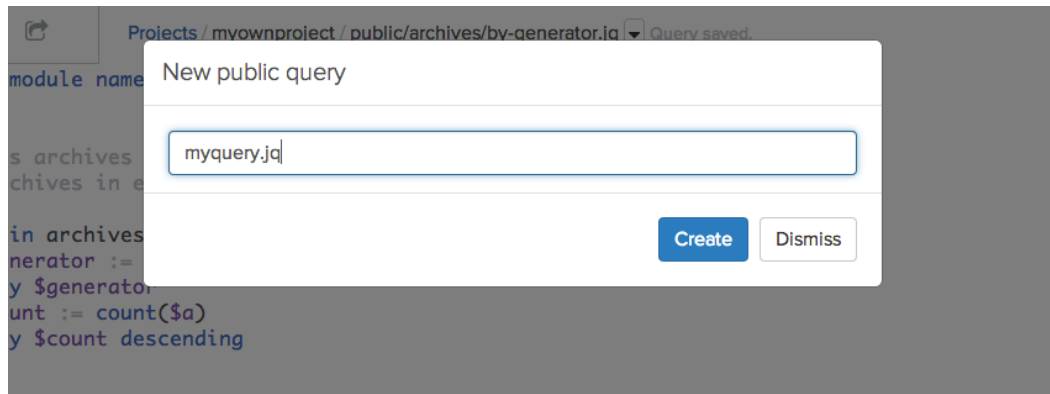 Projects / myownproject / public/archives/by-generator.jq Query saved.
New public query
module name
myquery.jq
s archives
chives in e
in archives
Create Dismiss
nerator :=
y $generator
unt := count($a)
y $count descending